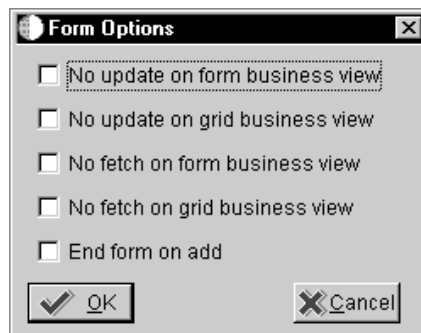 Form Options
No update on form business view
No update on grid business view
No fetch on form business view
No fetch on grid business view
End form on add
OK
Cancel